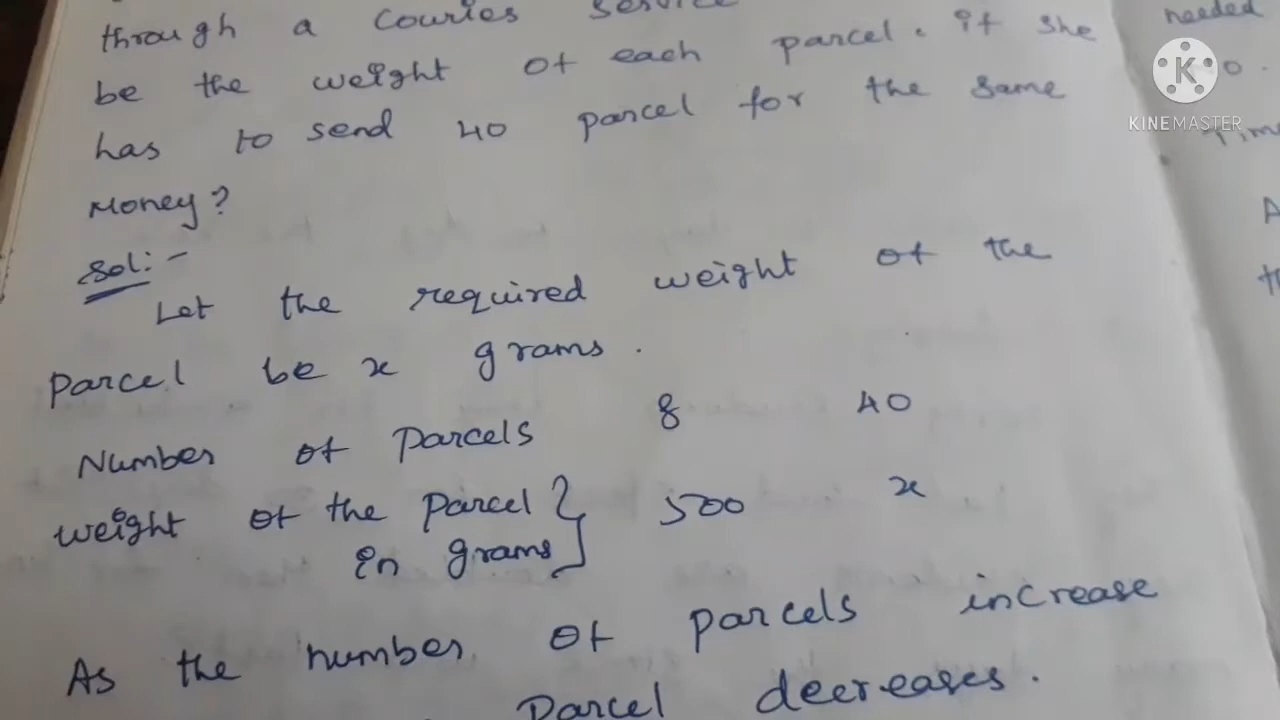 through a Couries Service
be the weight of each parcel. if she
has to send 40 parcel for the same
Money?
Sol:-
Let the required weight of the
Parcel be x grams.
Number of Parcels 8 40
weight of the Parcel } 500 x
in grams
As the number of parcels increase
Parcel decreases.
needed
K
KINEMASTER